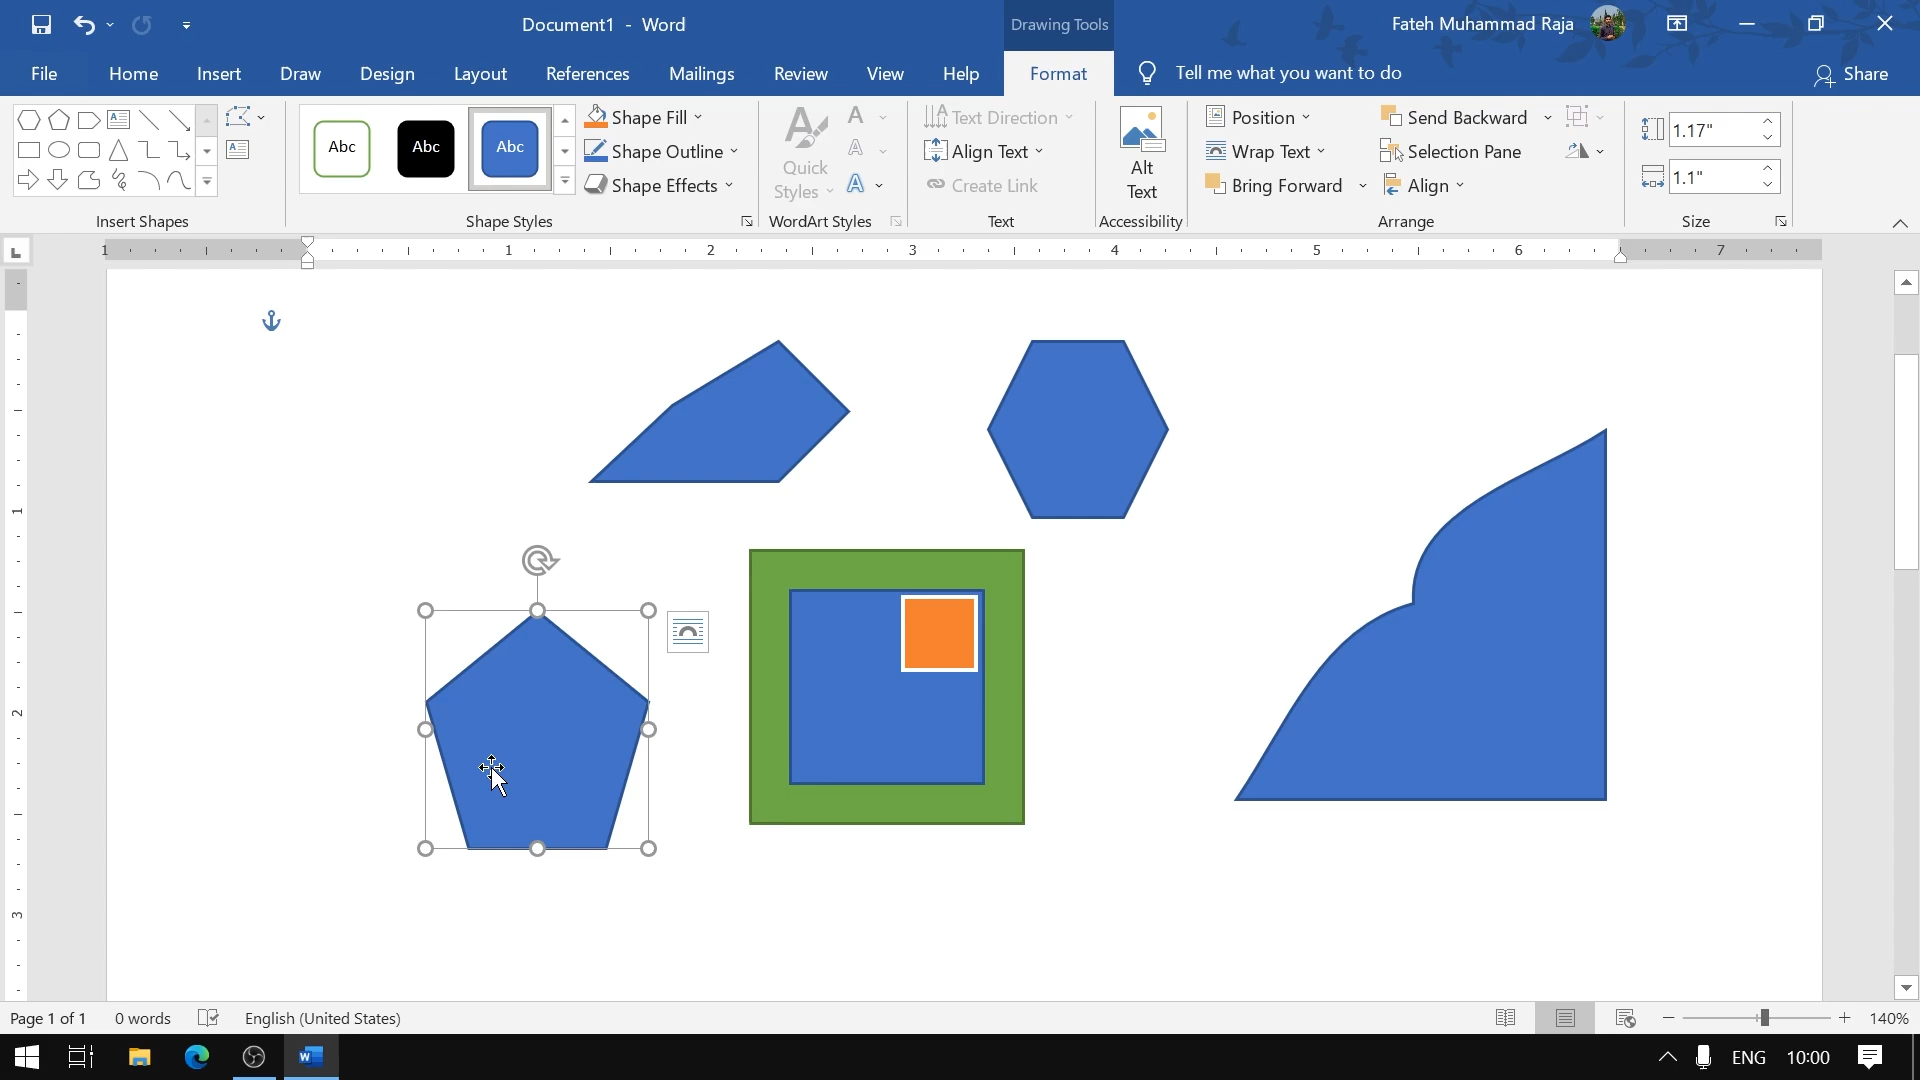 Document1 - Word
Drawing Tools
Fateh Muhammad Raja
File Home Insert Draw Design Layout References Mailings Review View Help Format Tell me what you want to do Share
Abc Abc Abc
Shape Fill
Shape Outline
Shape Effects
Quick
Styles
Text Direction
Align Text
Create Link
Alt
Text
Position
Wrap Text
Bring Forward
Send Backward
Selection Pane
Align
1.17"
1.1"
Insert Shapes Shape Styles WordArt Styles Text Accessibility Arrange Size
1 1 2 3 4 5 6 7
1
2
3
Page 1 of 1 0 words English (United States) 140%
ENG 10:00